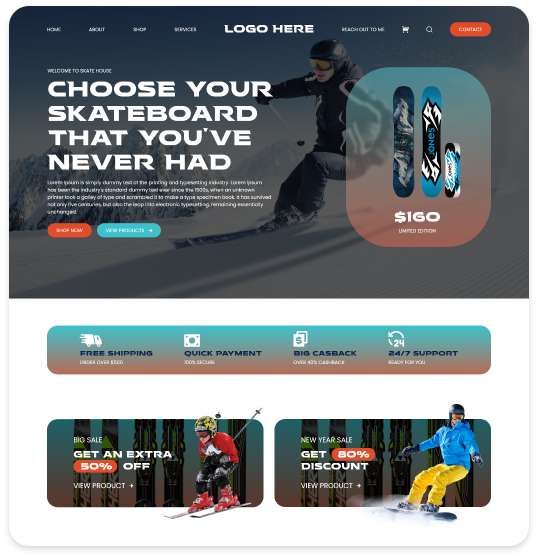 HOME ABOUT SHOP SERVICES LOGO HERE REACH OUT TO ME CONTACT
WELCOME TO SKATE HOUSE
CHOOSE YOUR
SKATEBOARD
THAT YOU'VE
NEVER HAD
Lorem Ipsum is simply dummy text of the printing and typesetting industry. Lorem Ipsum
has been the industry's standard dummy text ever since the 1500s, when an unknown
printer took a galley of type and scrambled it to make a type specimen book. It has survived
not only five centuries, but also the leap into electronic typesetting, remaining essentially
unchanged.
SHOP NOW VIEW PRODUCTS
JONES
$160
LIMITED EDITION
FREE SHIPPING
ORDER OVER $500
QUICK PAYMENT
100% SECURE
BIG CASBACK
OVER 40% CASHBACK
24
24/7 SUPPORT
READY FOR YOU
BIG SALE
GET AN EXTRA
50% OFF
VIEW PRODUCT
NEW YEAR SALE
GET 80%
DISCOUNT
VIEW PRODUCT